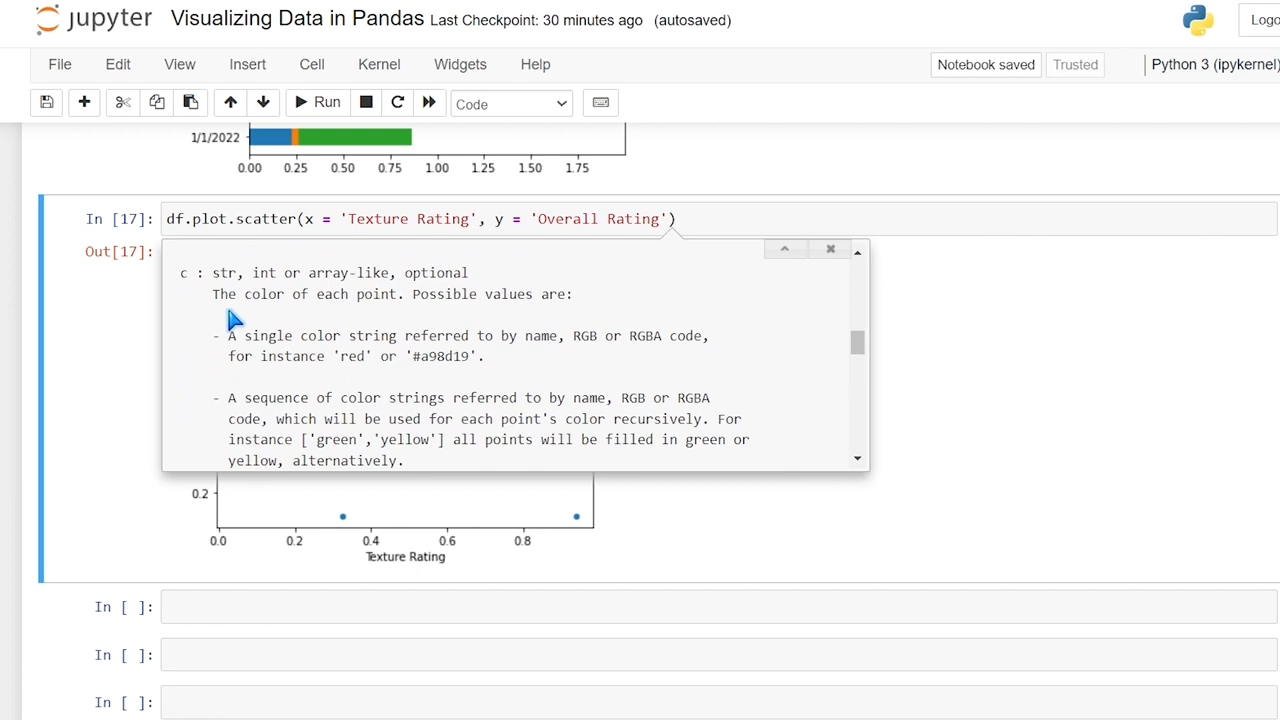 jupyter Visualizing Data in Pandas Last Checkpoint: 30 minutes ago (autosaved)
File Edit View Insert Cell Kernel Widgets Help Notebook saved Trusted Python 3 (ipykernel)
Run Code
1/1/2022
0.00 0.25 0.50 0.75 1.00 1.25 1.50 1.75
In [17]: df.plot.scatter(x = 'Texture Rating', y = 'Overall Rating')
Out[17]:
c : str, int or array-like, optional
The color of each point. Possible values are:
- A single color string referred to by name, RGB or RGBA code,
for instance 'red' or '#a98d19'.
- A sequence of color strings referred to by name, RGB or RGBA
code, which will be used for each point's color recursively. For
instance ['green','yellow'] all points will be filled in green or
yellow, alternatively.
0.2
0.0 0.2 0.4 0.6 0.8
Texture Rating
In [ ]:
In [ ]:
In [ ]: